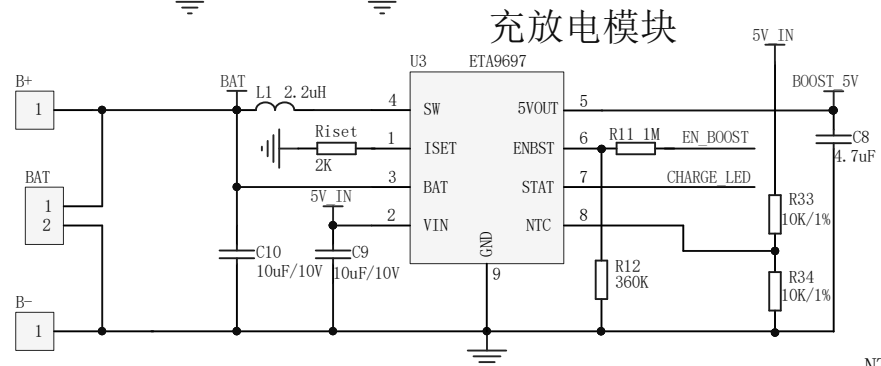 充放电模块
5V_IN
U3 ETA9697
B+
1
BAT
L1 2.2uH
4 SW
5VOUT 5
BOOST_5V
Riset
2K
1 ISET
ENBST 6
R11 1M
EN_BOOST
C8
4.7uF
BAT
1
2
3 BAT
STAT 7
CHARGE_LED
5V_IN
2 VIN
NTC 8
R33
10K/1%
GND
9
C10
10uF/10V
C9
10uF/10V
R12
360K
R34
10K/1%
B-
1